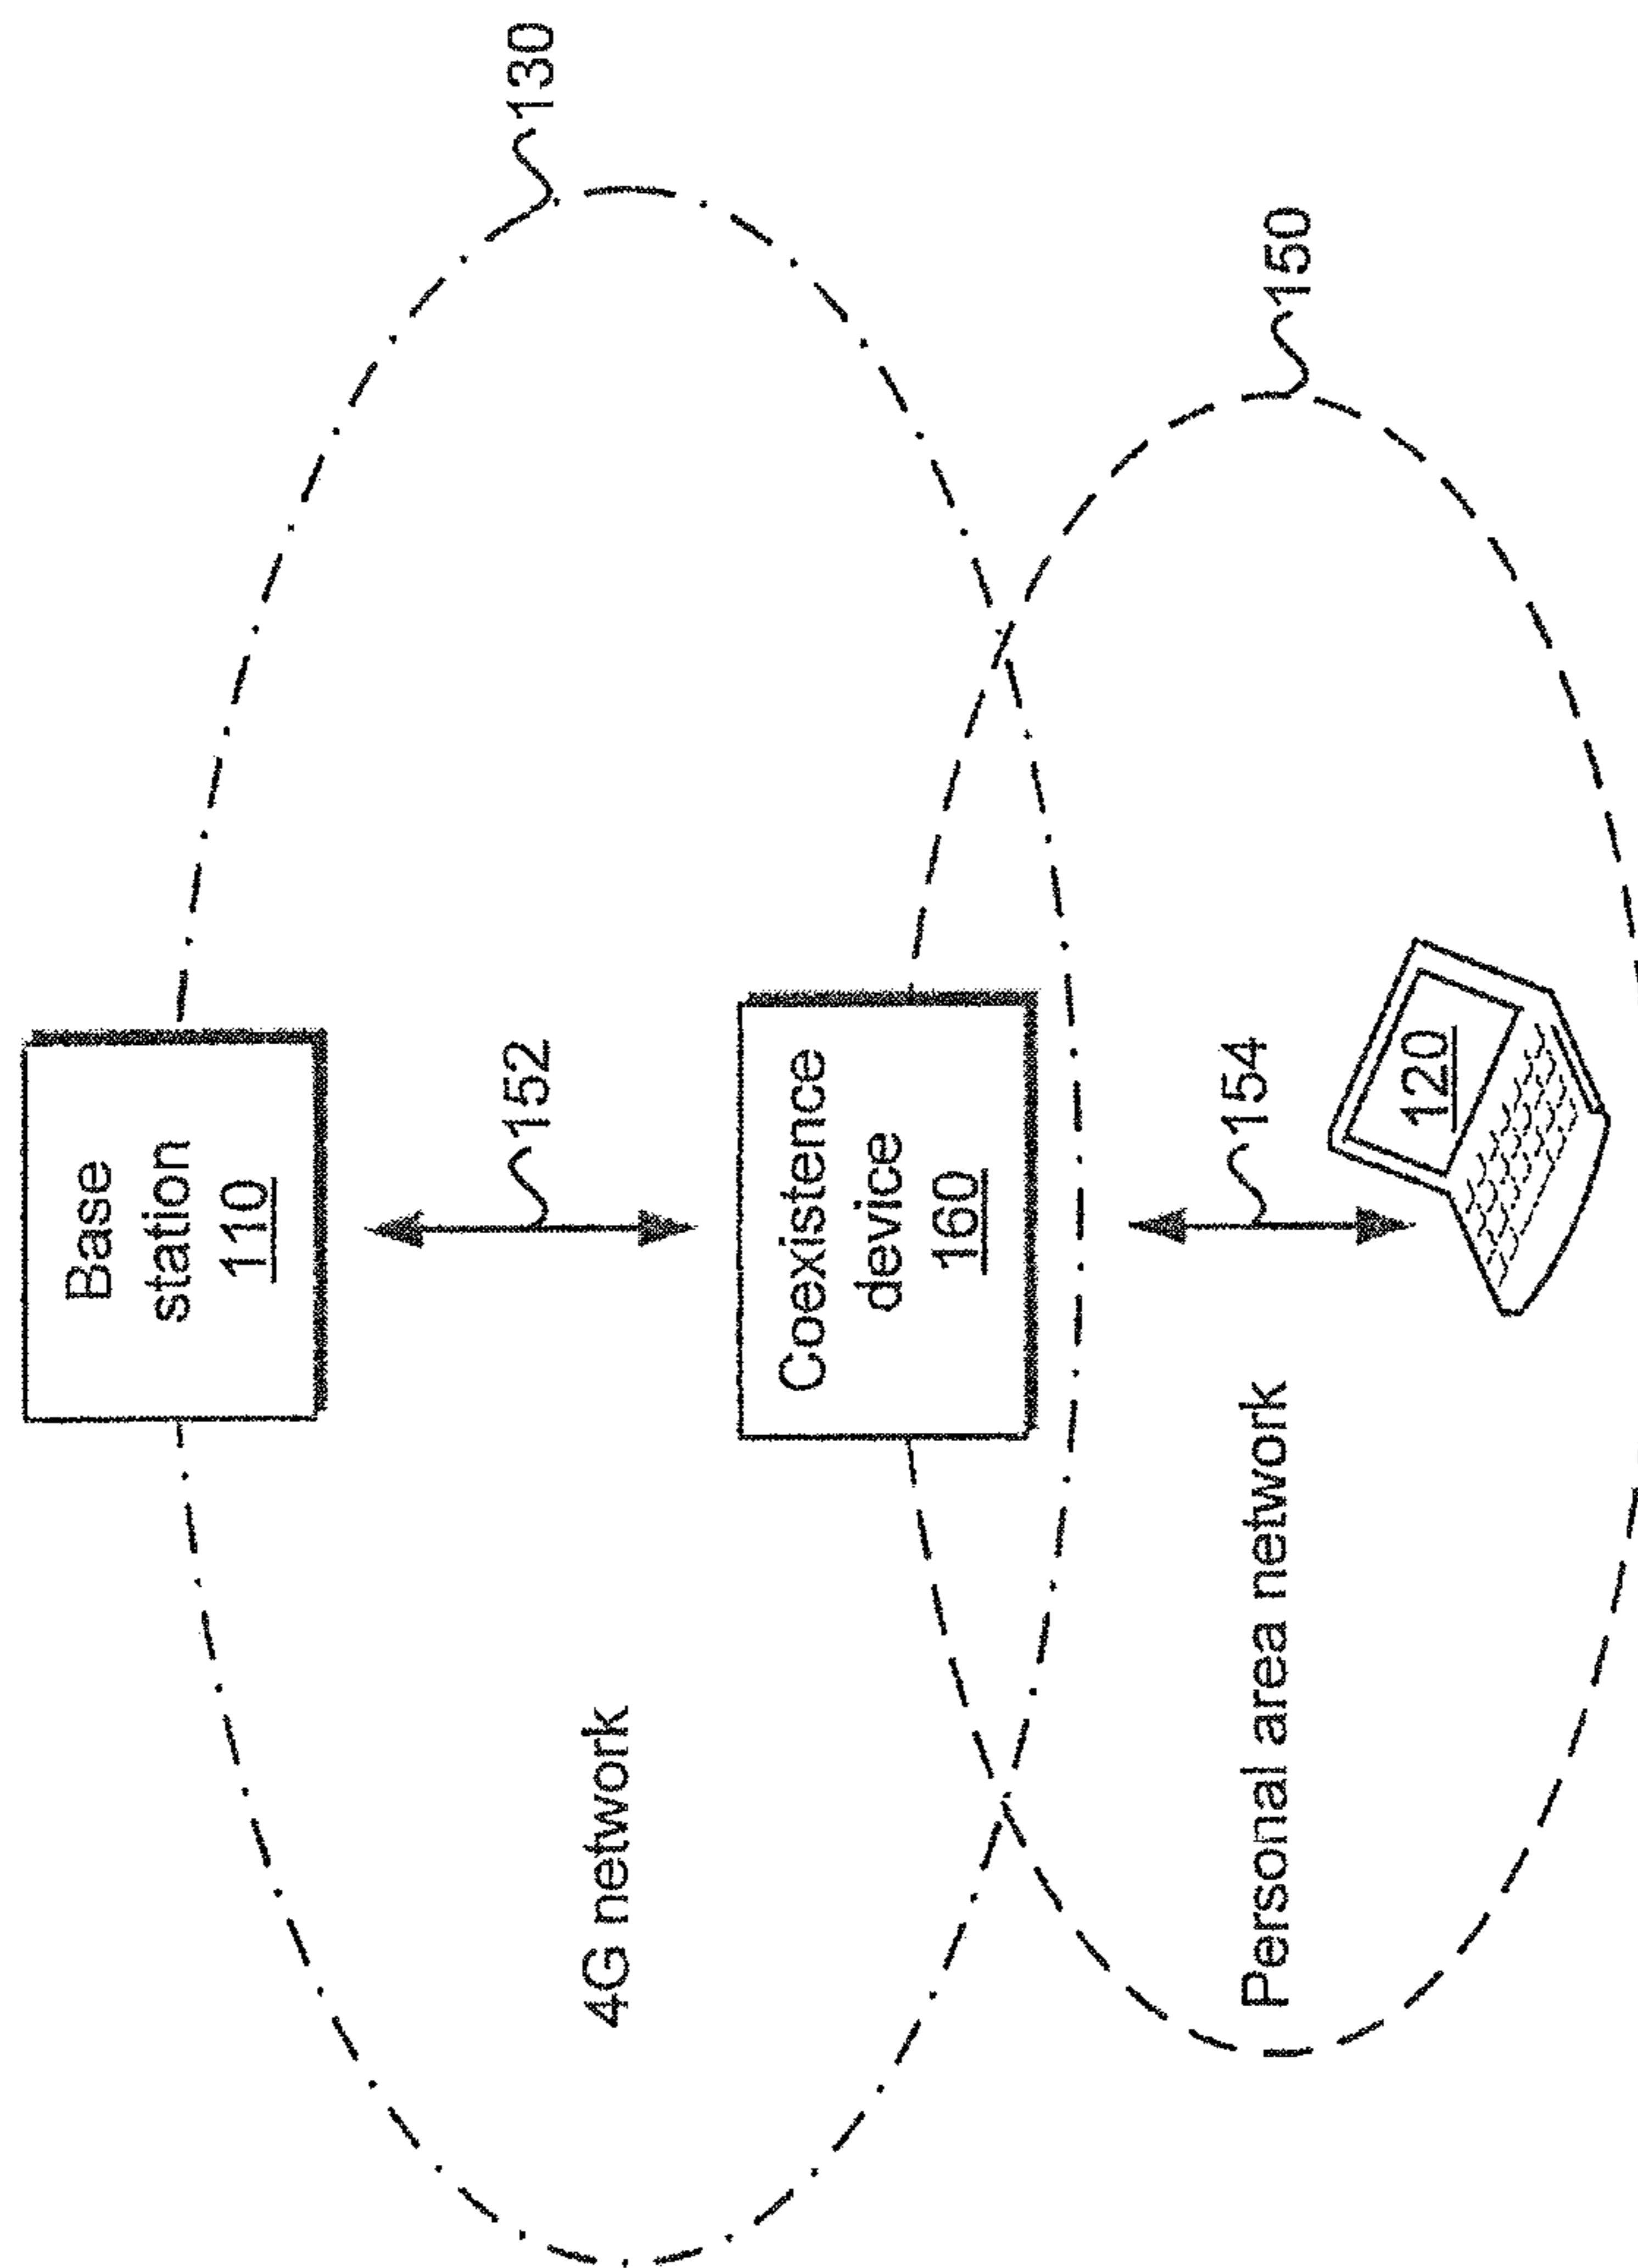 Base
station
110
130
152
4G network
Coexistence
device
160
150
154
Personal area network
120